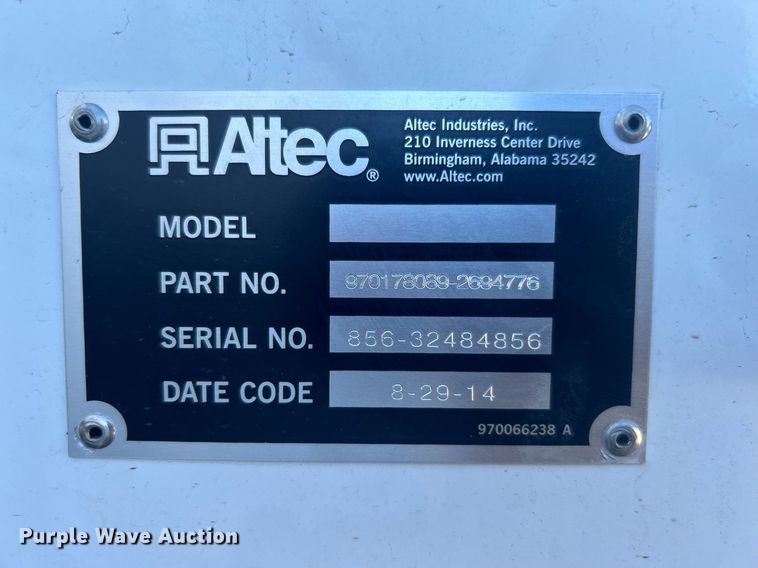 Altec®
Altec Industries, Inc.
210 Inverness Center Drive
Birmingham, Alabama 35242
www.Altec.com
MODEL
PART NO. 970178089-2694776
SERIAL NO. 856-32484856
DATE CODE 8-29-14
970066238 A
Purple Wave Auction